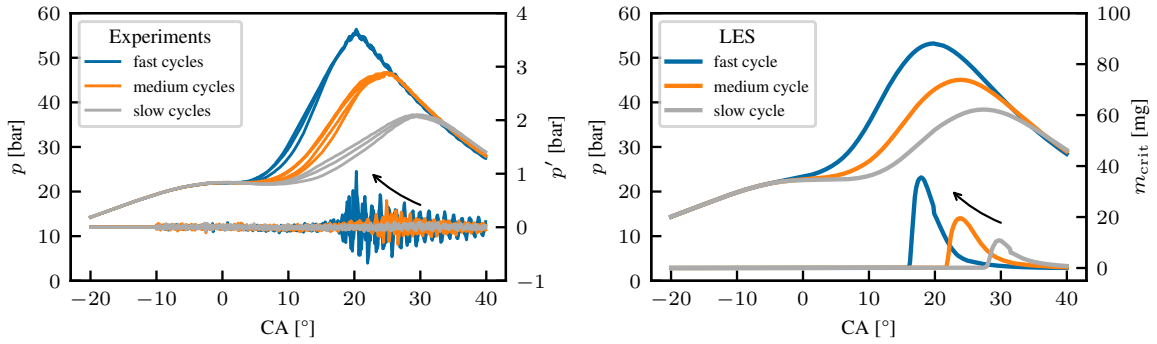 Experiments
fast cycles
medium cycles
slow cycles
p [bar]
60
50
40
30
20
10
0
4
3
2
1
0
−1
p′ [bar]
−20 −10 0 10 20 30 40
CA [°]
LES
fast cycle
medium cycle
slow cycle
p [bar]
60
50
40
30
20
10
0
100
80
60
40
20
0
m_crit [mg]
−20 −10 0 10 20 30 40
CA [°]